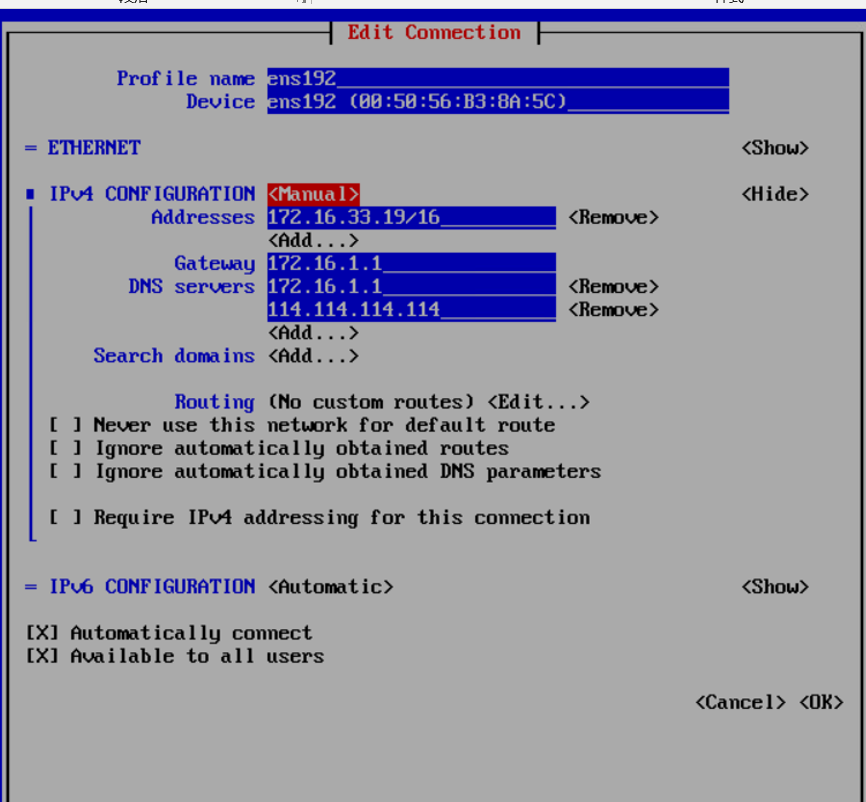 Edit Connection
Profile name ens192
Device ens192 (00:50:56:B3:8A:5C)
= ETHERNET <Show>
IPv4 CONFIGURATION <Manual> <Hide>
Addresses 172.16.33.19/16 <Remove>
<Add...>
Gateway 172.16.1.1
DNS servers 172.16.1.1 <Remove>
114.114.114.114 <Remove>
<Add...>
Search domains <Add...>
Routing (No custom routes) <Edit...>
[ ] Never use this network for default route
[ ] Ignore automatically obtained routes
[ ] Ignore automatically obtained DNS parameters
[ ] Require IPv4 addressing for this connection
= IPv6 CONFIGURATION <Automatic> <Show>
[X] Automatically connect
[X] Available to all users
<Cancel> <OK>